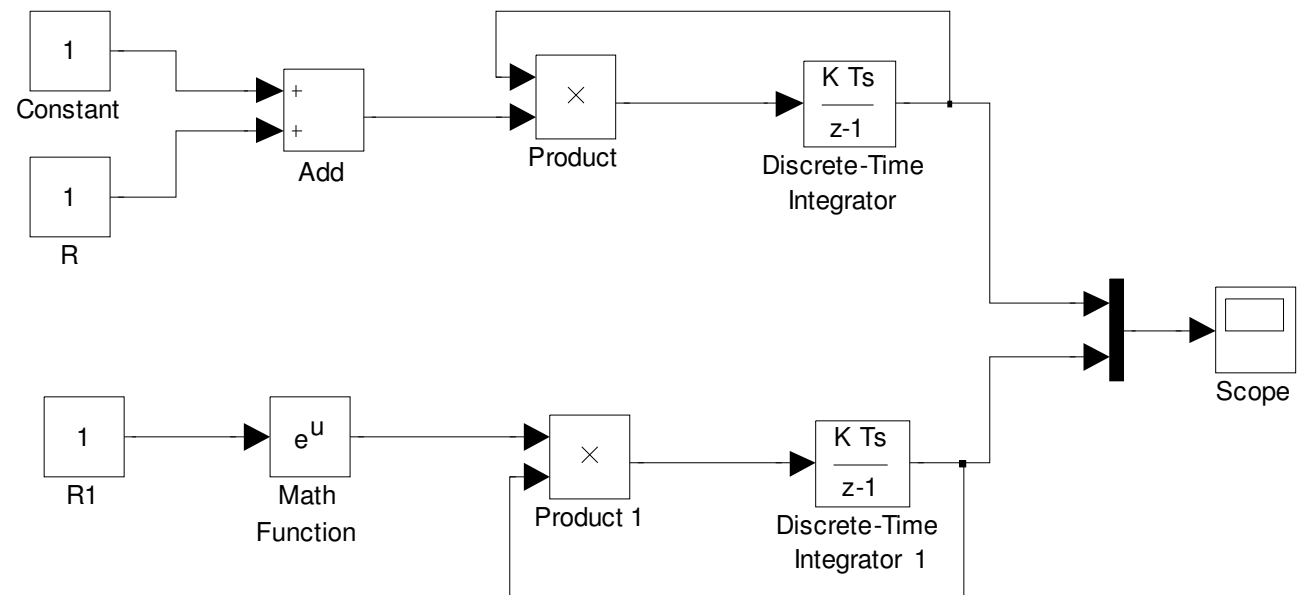 1
Constant
+
+
Add
1
R
×
Product
K Ts
z-1
Discrete-Time
Integrator
1
R1
e^u
Math
Function
×
Product 1
K Ts
z-1
Discrete-Time
Integrator 1
Scope